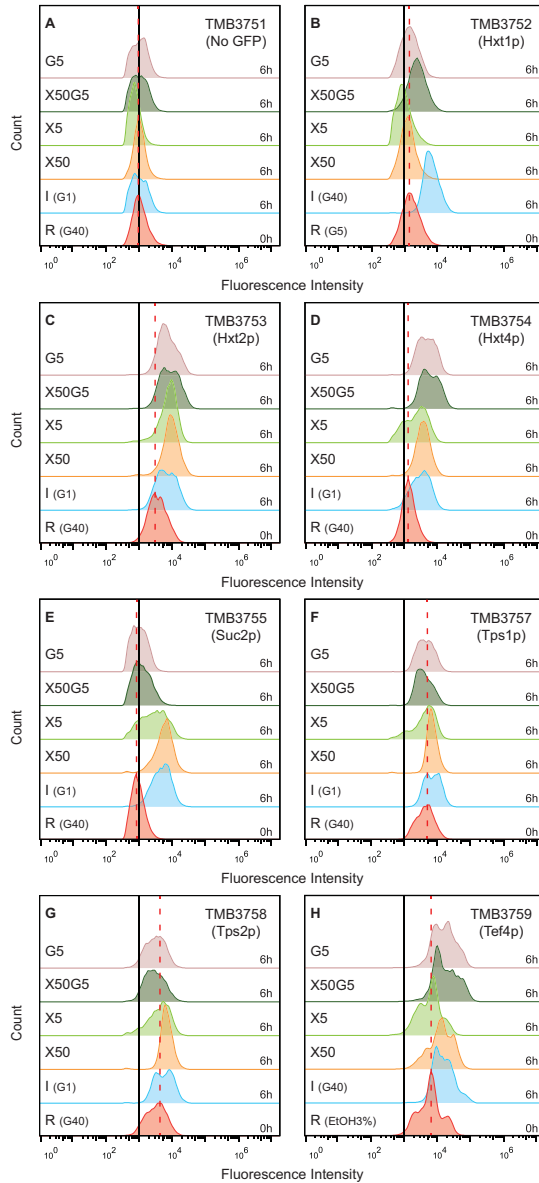 A TMB3751
(No GFP)
G5 6h
X50G5 6h
X5 6h
X50 6h
I (G1) 6h
R (G40) 0h
Count
10^0 10^2 10^4 10^6
Fluorescence Intensity
B TMB3752
(Hxt1p)
G5 6h
X50G5 6h
X5 6h
X50 6h
I (G40) 6h
R (G5) 0h
10^0 10^2 10^4 10^6
Fluorescence Intensity
C TMB3753
(Hxt2p)
G5 6h
X50G5 6h
X5 6h
X50 6h
I (G1) 6h
R (G40) 0h
Count
10^0 10^2 10^4 10^6
Fluorescence Intensity
D TMB3754
(Hxt4p)
G5 6h
X50G5 6h
X5 6h
X50 6h
I (G1) 6h
R (G40) 0h
10^0 10^2 10^4 10^6
Fluorescence Intensity
E TMB3755
(Suc2p)
G5 6h
X50G5 6h
X5 6h
X50 6h
I (G1) 6h
R (G40) 0h
Count
10^0 10^2 10^4 10^6
Fluorescence Intensity
F TMB3757
(Tps1p)
G5 6h
X50G5 6h
X5 6h
X50 6h
I (G1) 6h
R (G40) 0h
10^0 10^2 10^4 10^6
Fluorescence Intensity
G TMB3758
(Tps2p)
G5 6h
X50G5 6h
X5 6h
X50 6h
I (G1) 6h
R (G40) 0h
Count
10^0 10^2 10^4 10^6
Fluorescence Intensity
H TMB3759
(Tef4p)
G5 6h
X50G5 6h
X5 6h
X50 6h
I (G40) 6h
R (EtOH3%) 0h
10^0 10^2 10^4 10^6
Fluorescence Intensity